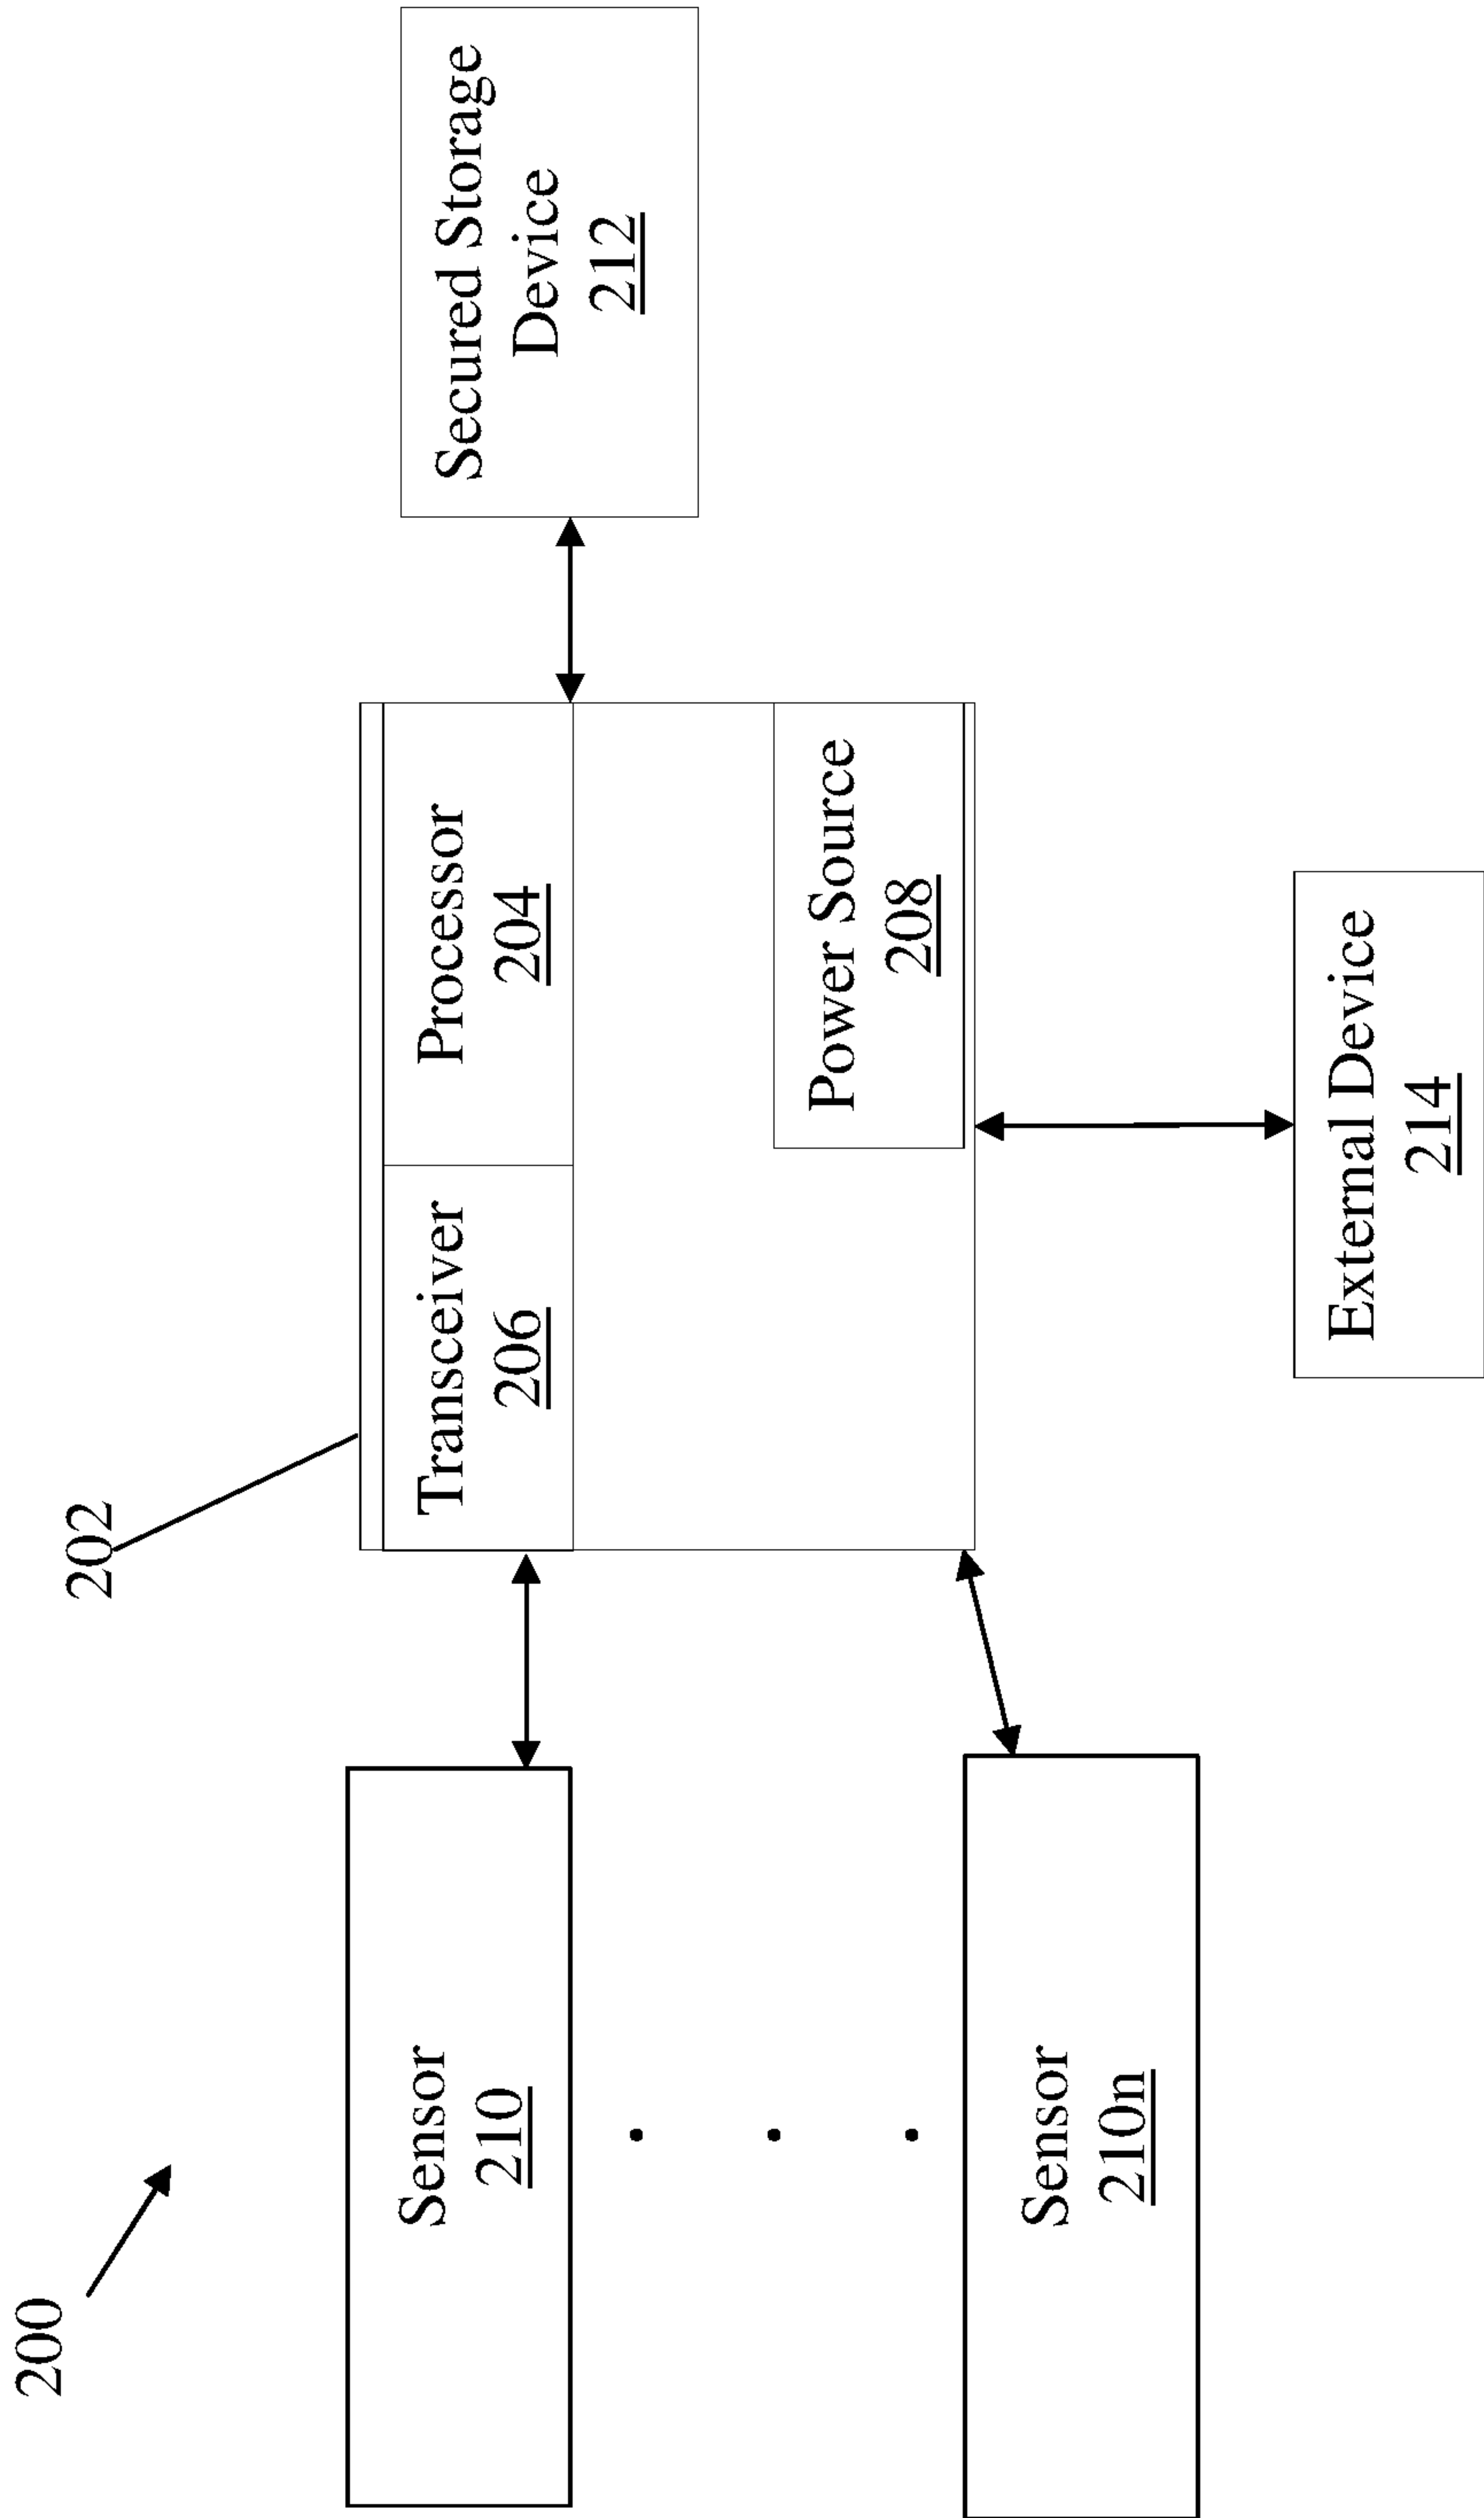 200
202
Sensor
210
Transceiver
206
Processor
204
Secured Storage
Device
212
Power Source
208
Sensor
210n
External Device
214